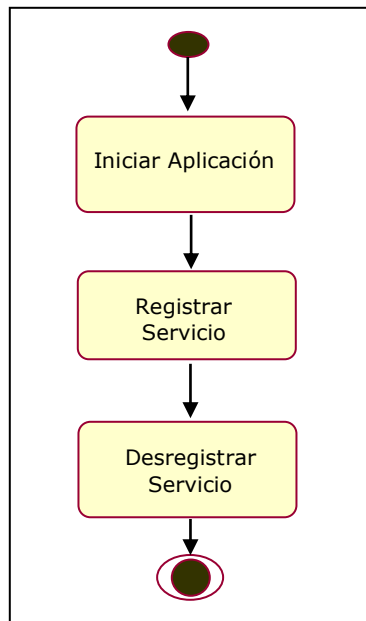 Iniciar Aplicación
Registrar
Servicio
Desregistrar
Servicio